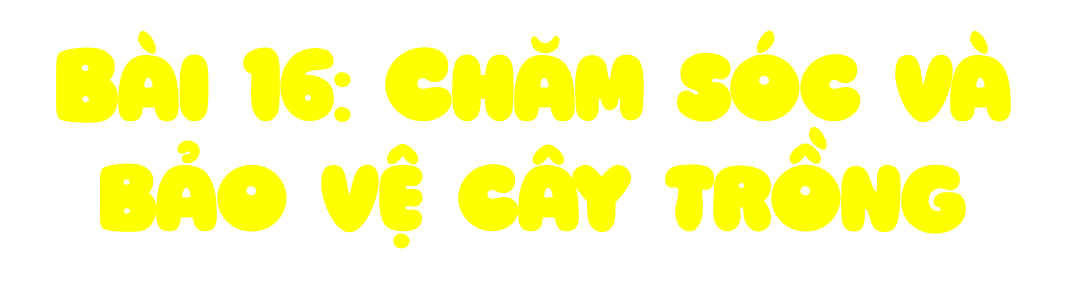 BÀI 16: CHĂM SÓC VÀ
BẢO VỆ CÂY TRỒNG